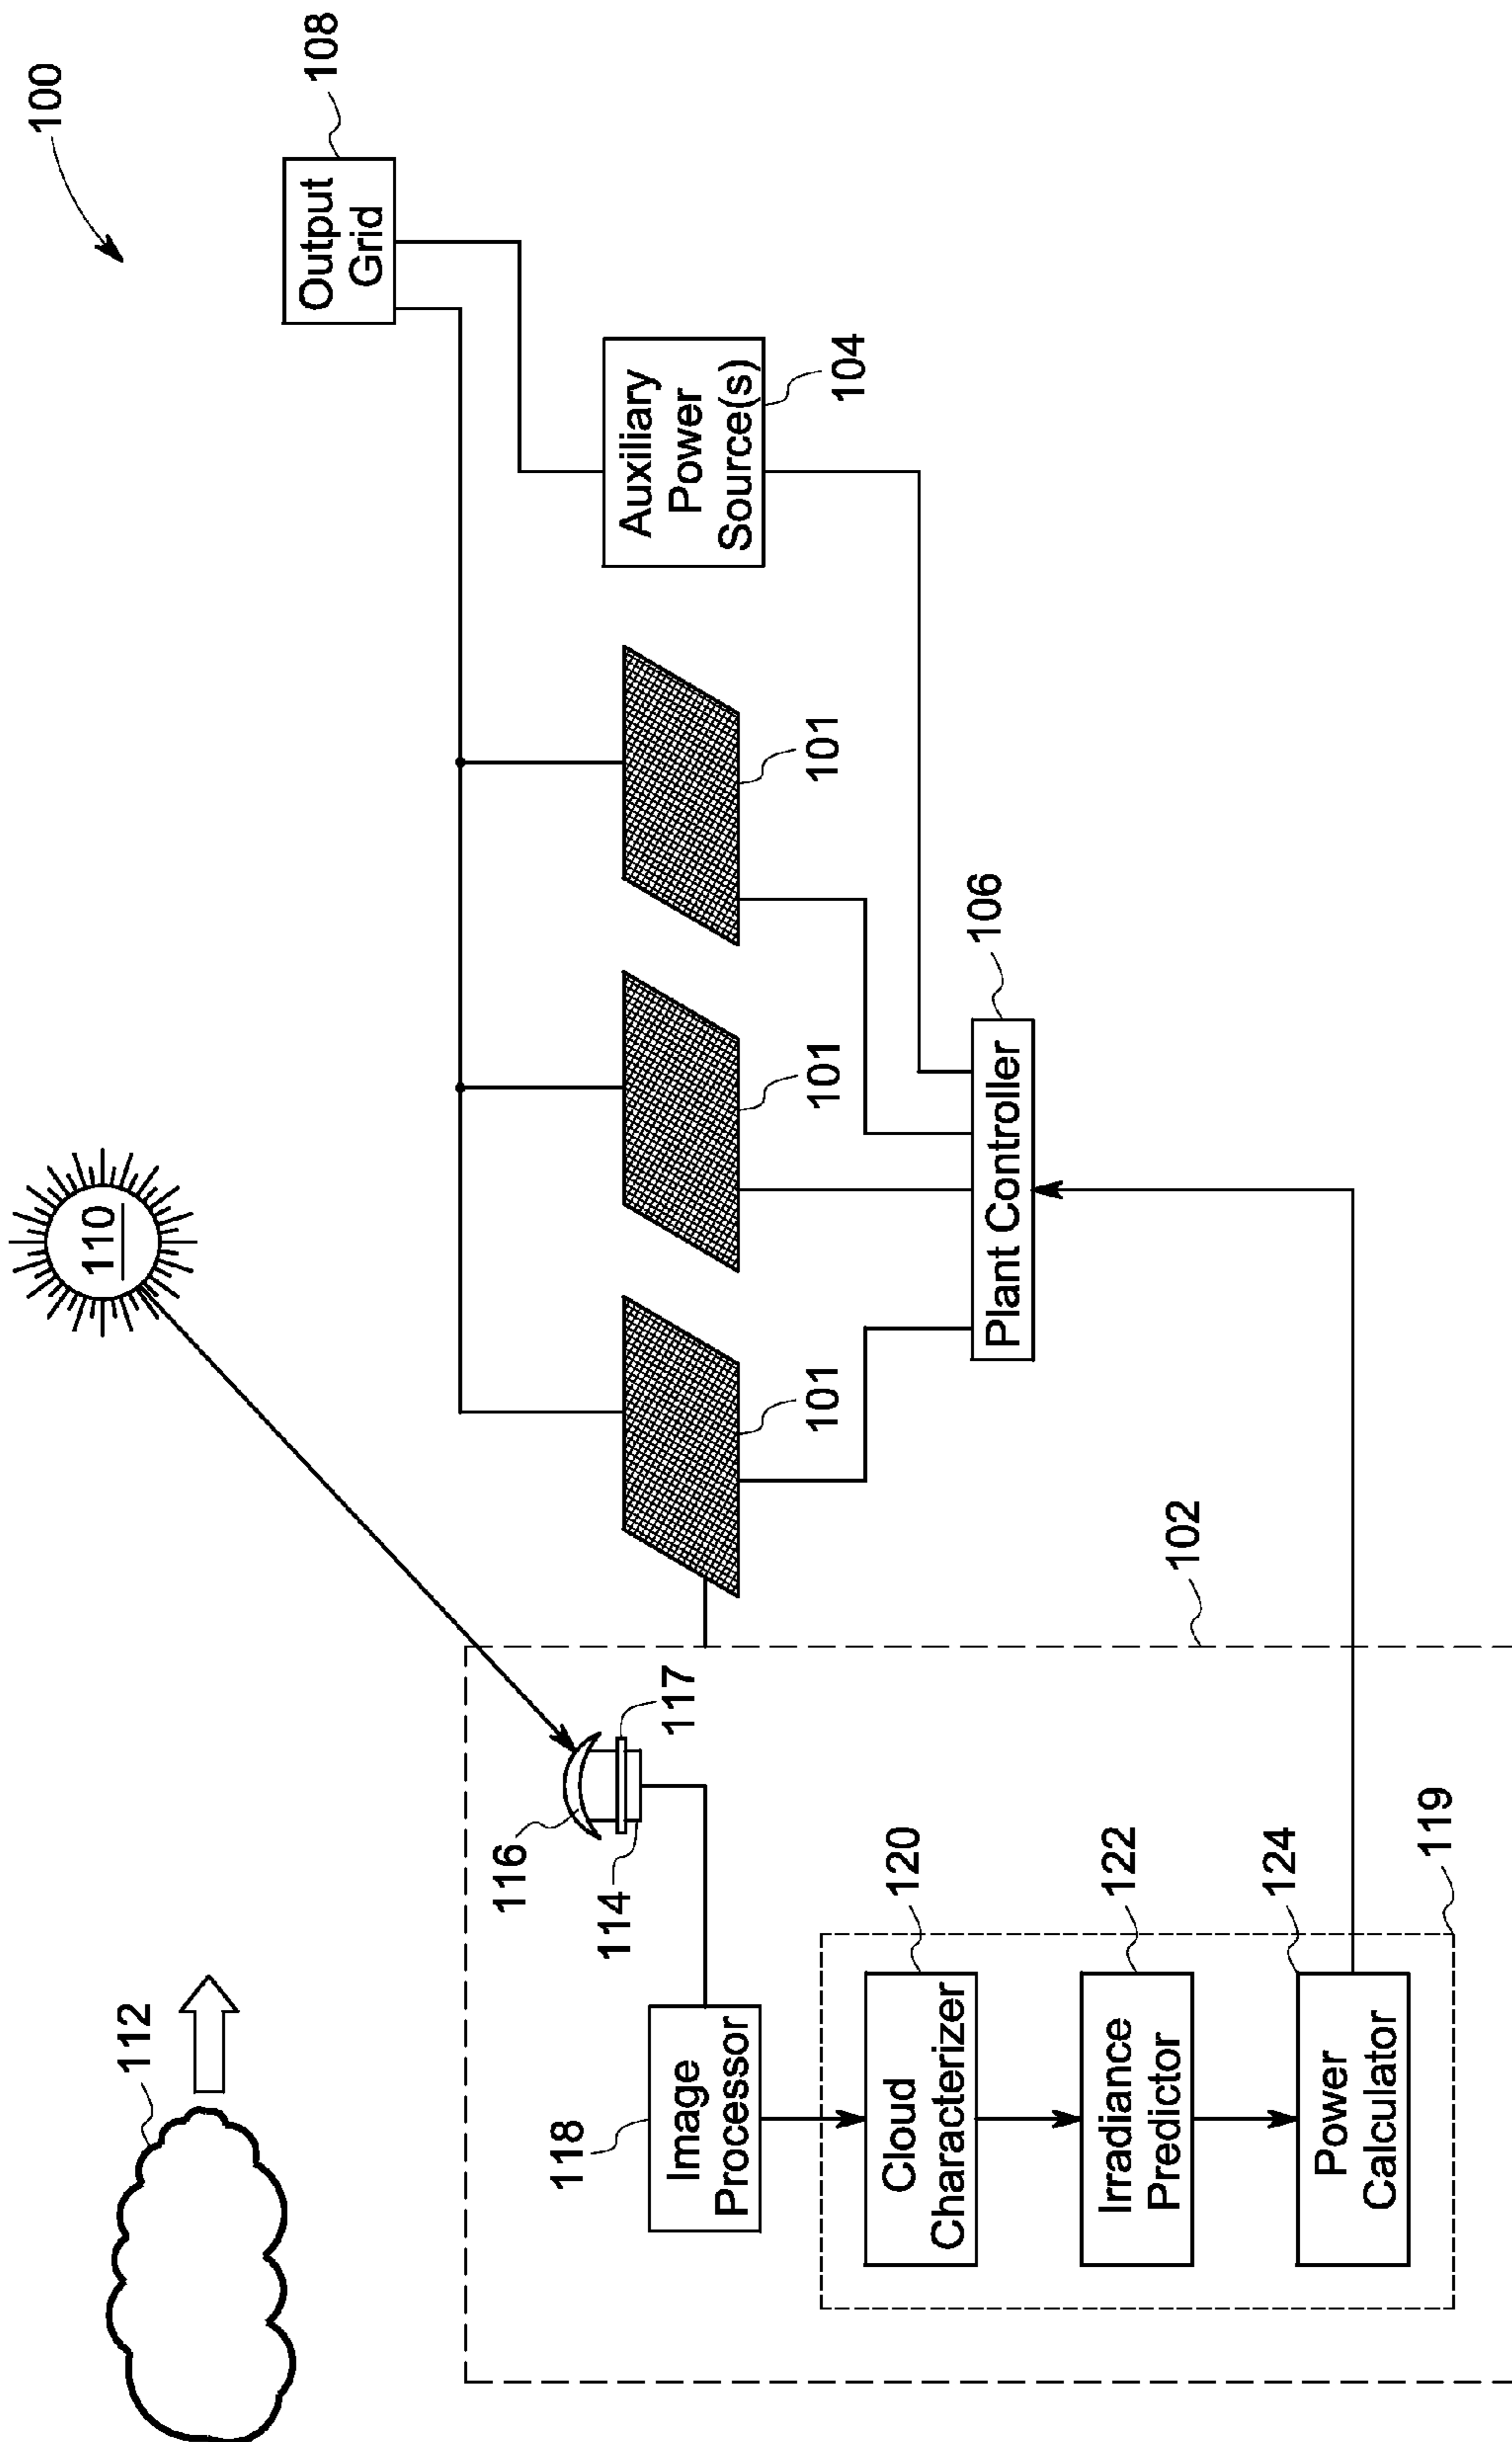 100
110
112
Output
Grid
108
Auxiliary
Power
Source(s)
104
101
101
101
Plant Controller
106
102
116
117
114
118
Image
Processor
120
Cloud
Characterizer
122
Irradiance
Predictor
124
Power
Calculator
119